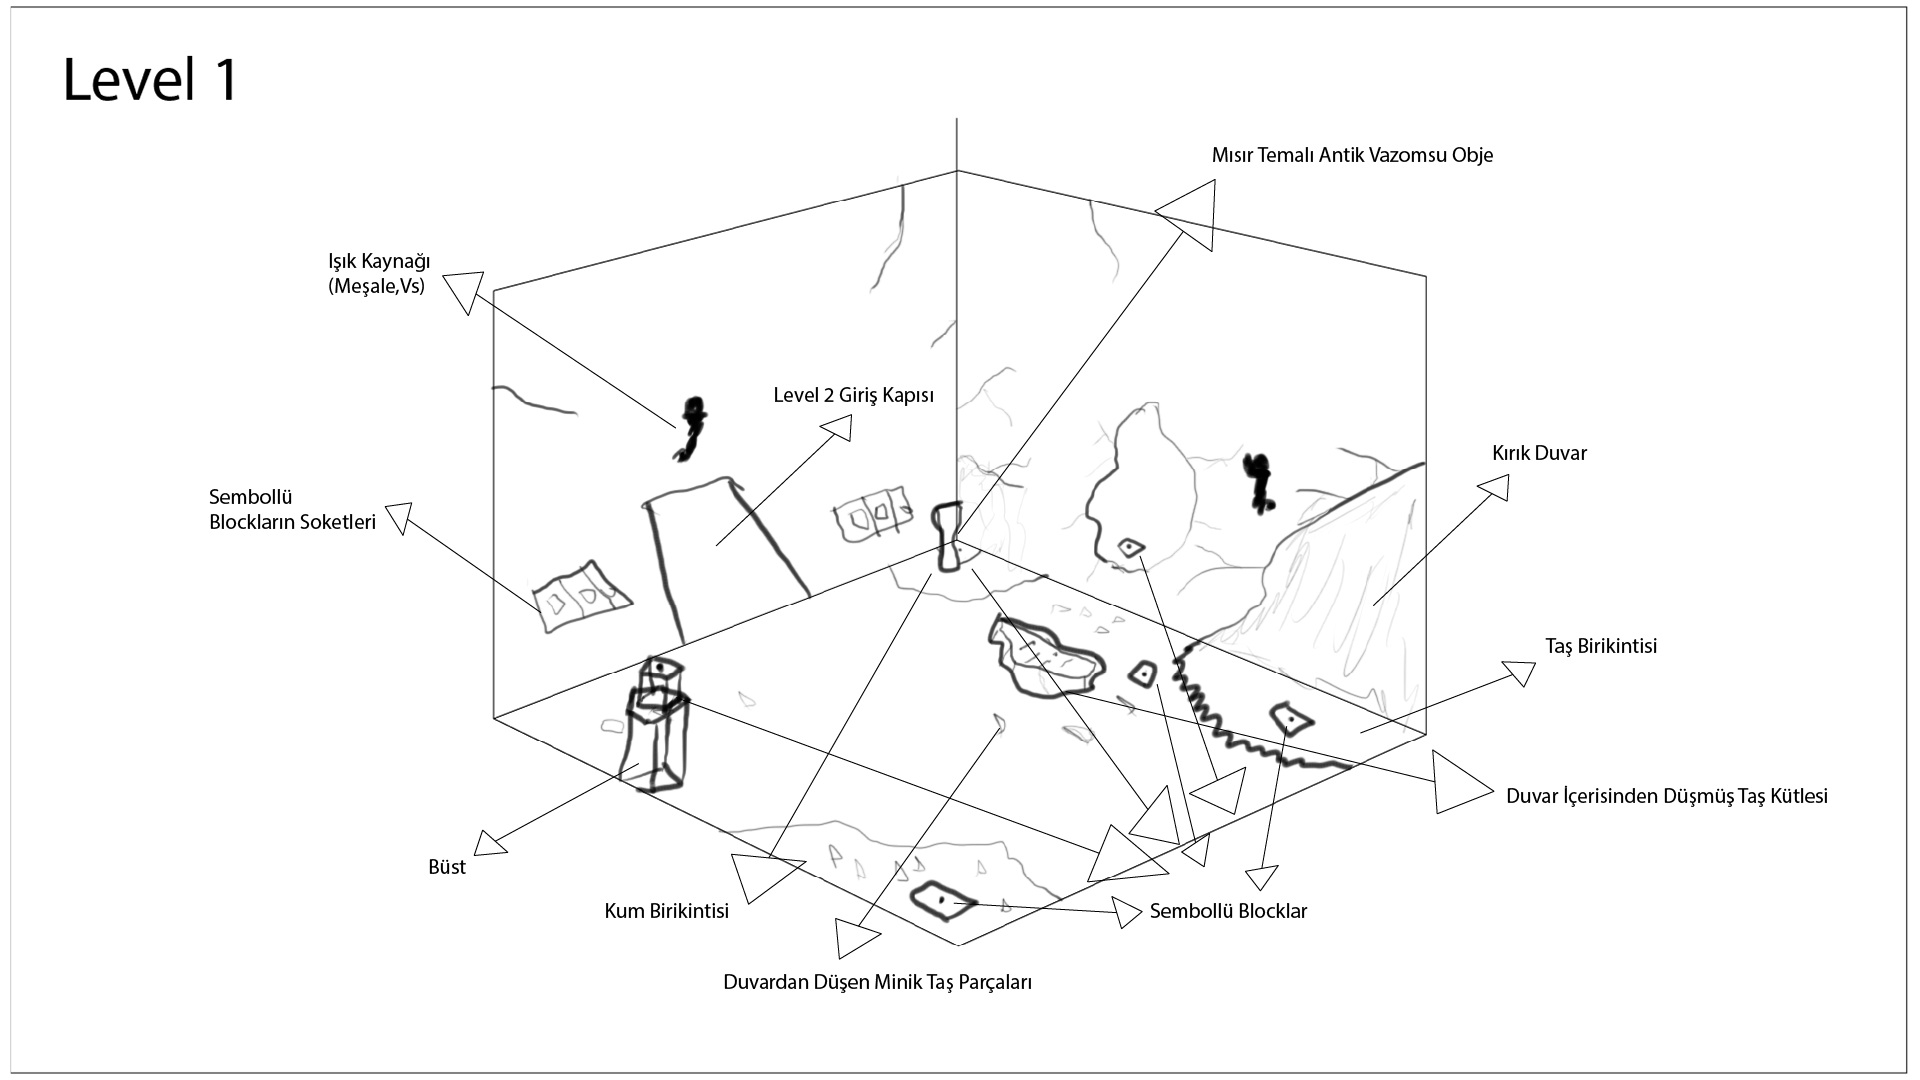 Level 1
Mısır Temalı Antik Vazomsu Obje
Işık Kaynağı
(Meşale,Vs)
Level 2 Giriş Kapısı
Kırık Duvar
Sembollü
Blockların Soketleri
Taş Birikintisi
Duvar İçerisinden Düşmüş Taş Kütlesi
Büst
Kum Birikintisi
Sembollü Blocklar
Duvardan Düşen Minik Taş Parçaları